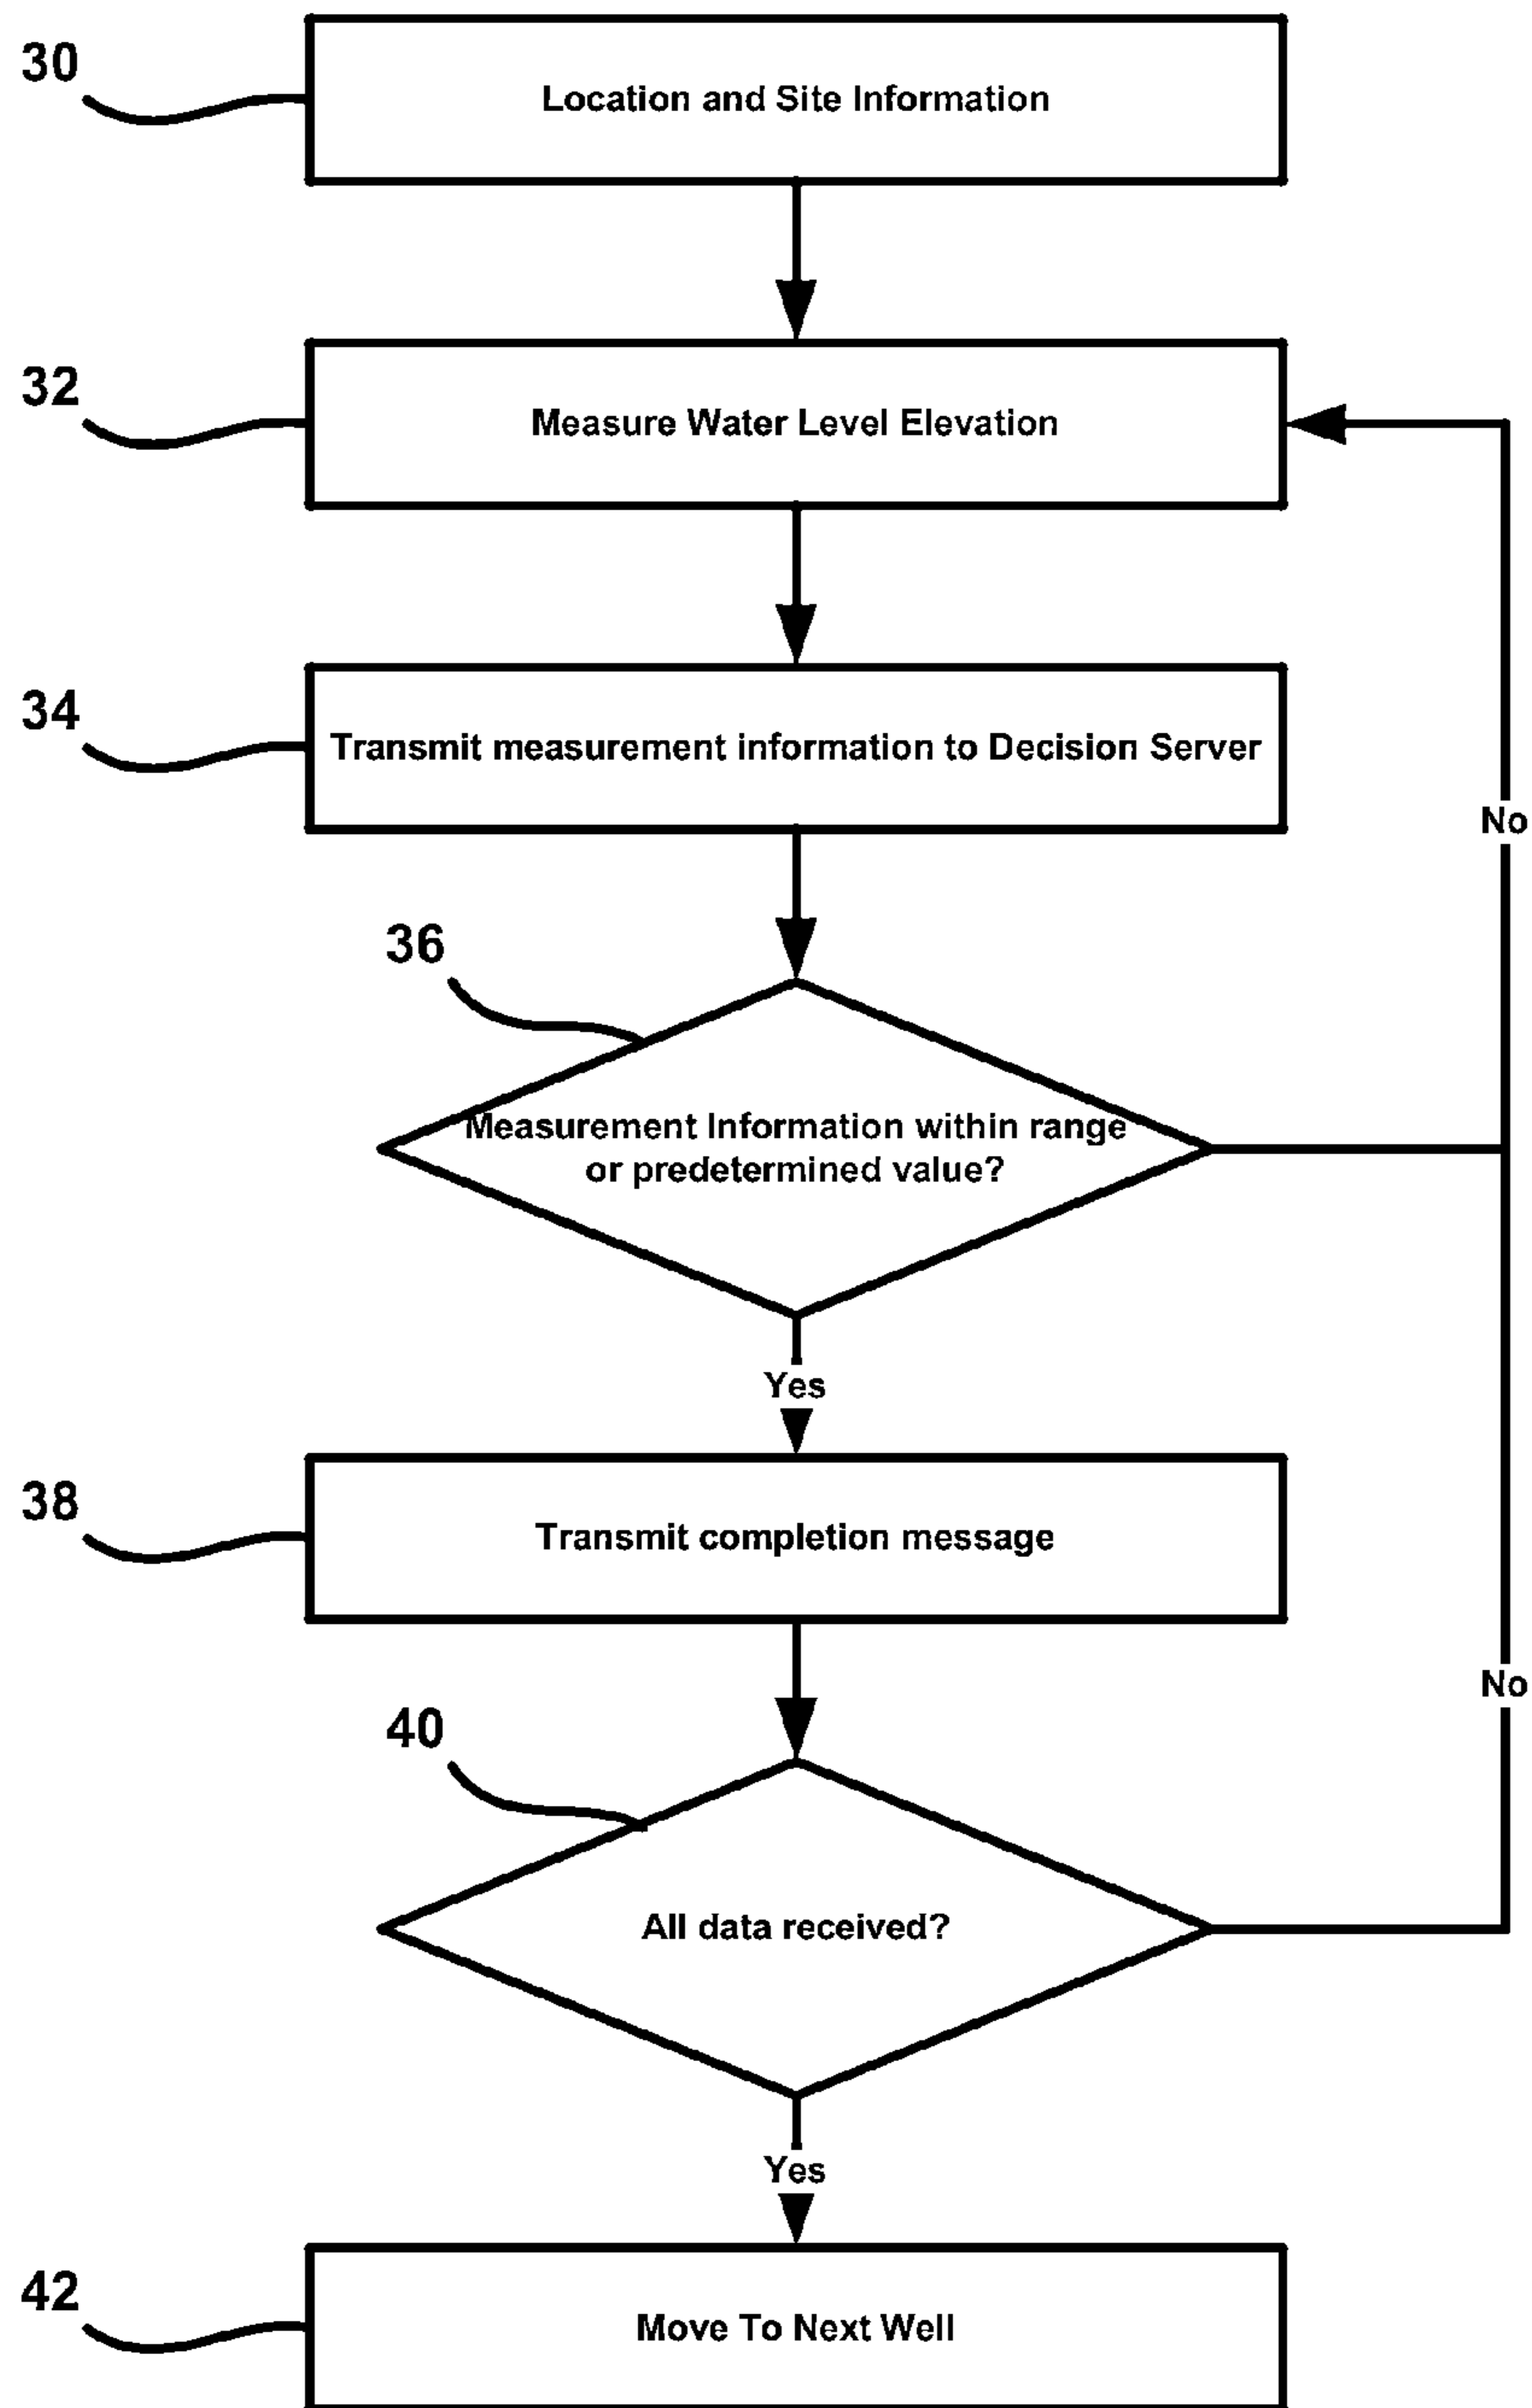 30
Location and Site Information
32
Measure Water Level Elevation
34
Transmit measurement information to Decision Server
No
36
Measurement Information within range
or predetermined value?
Yes
38
Transmit completion message
No
40
All data received?
Yes
42
Move To Next Well